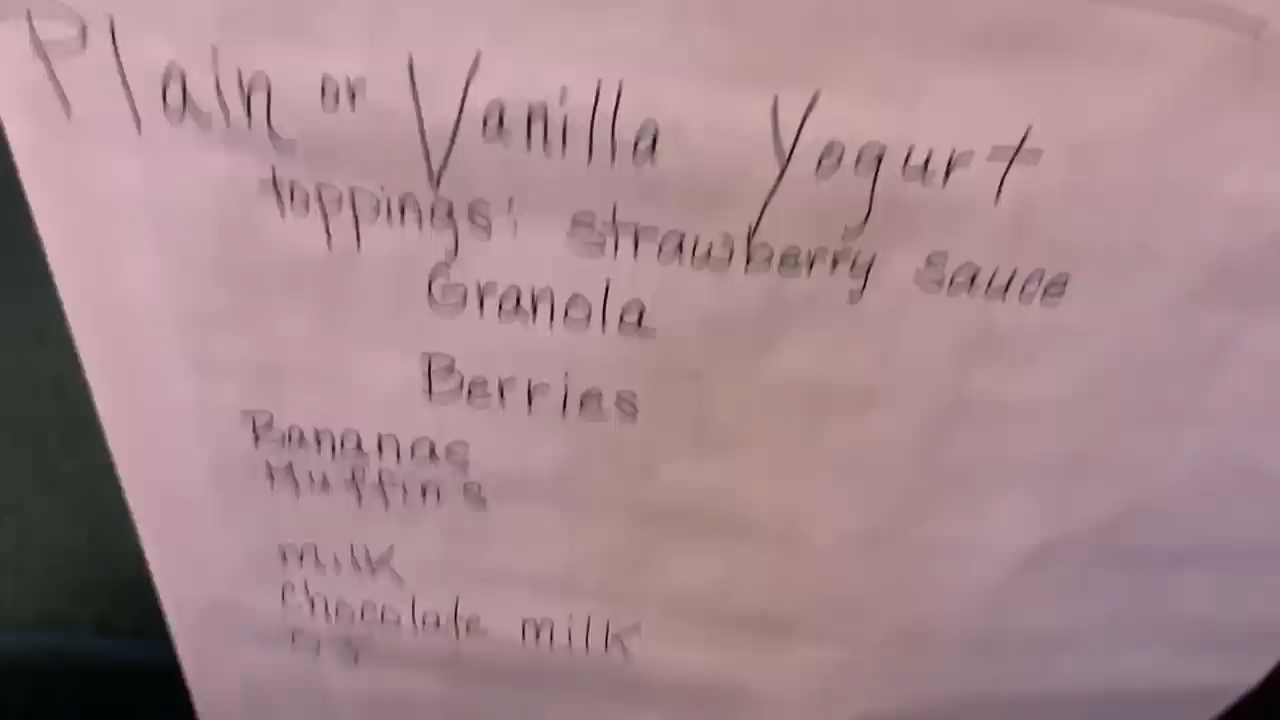 Plain or Vanilla Yogurt
toppings: strawberry sauce
Granola
Berries
Bananas
Muffins
milk
chocolate milk